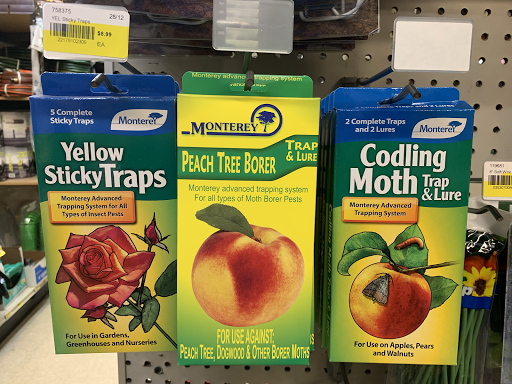 758375
28/12
YEL Sticky Traps
$8.99
EA
5 Complete
Sticky Traps
Monterey
Yellow
Sticky Traps
Monterey Advanced
Trapping System for All
Types of Insect Pests
For Use in Gardens,
Greenhouses and Nurseries
Monterey advanced trapping system
MONTEREY
TRAP
& LURE
PEACH TREE BORER
Monterey advanced trapping system
For all types of Moth Borer Pests
FOR USE AGAINST:
PEACH TREE, DOGWOOD & OTHER BORER MOTHS
2 Complete Traps
and 2 Lures
Monterey
Codling
Moth Trap
& Lure
Monterey Advanced
Trapping System
For Use on Apples, Pears
and Walnuts